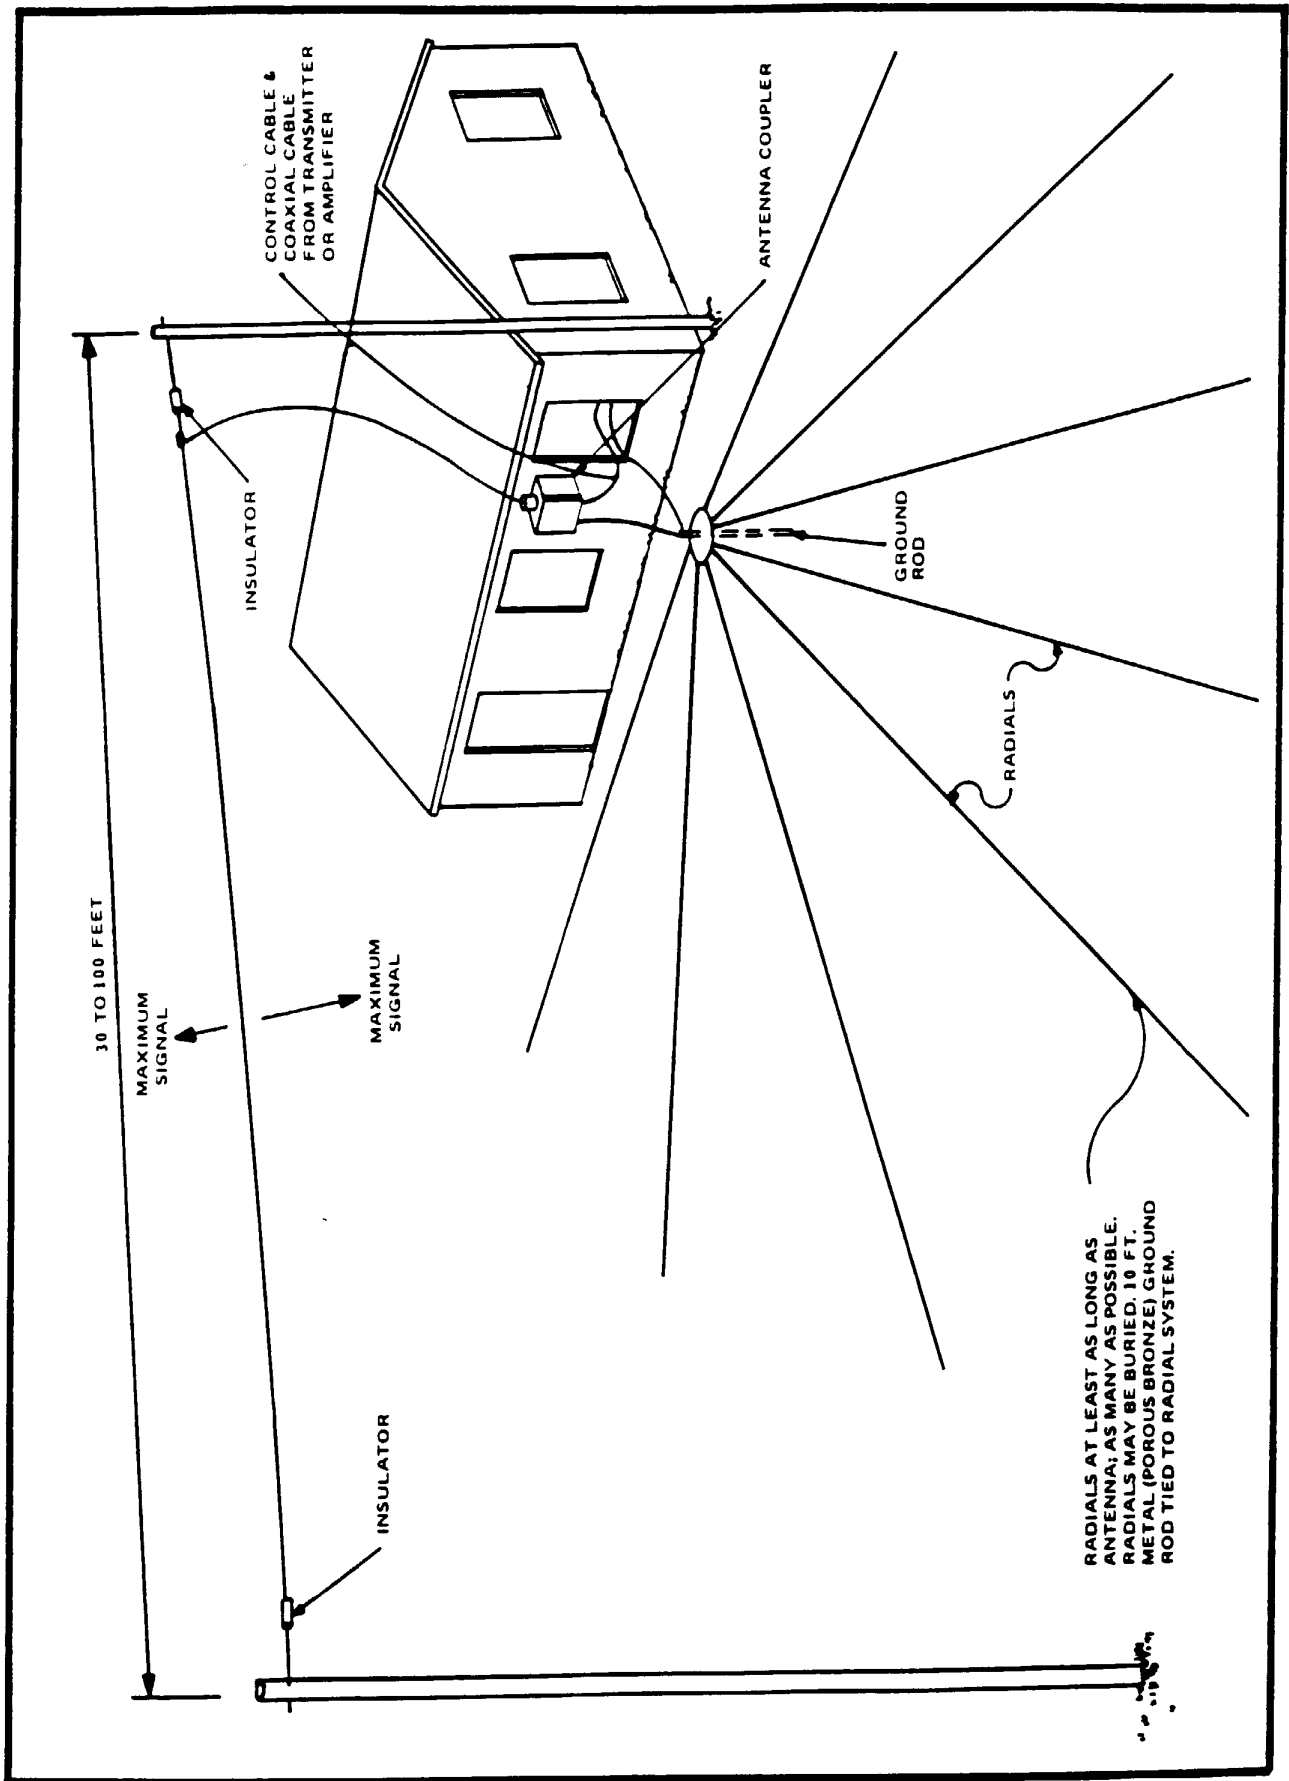 30 TO 100 FEET
MAXIMUM
SIGNAL
MAXIMUM
SIGNAL
INSULATOR
INSULATOR
CONTROL CABLE &
COAXIAL CABLE
FROM TRANSMITTER
OR AMPLIFIER
ANTENNA COUPLER
GROUND
ROD
RADIALS
RADIALS AT LEAST AS LONG AS
ANTENNA; AS MANY AS POSSIBLE.
RADIALS MAY BE BURIED. 10 FT.
METAL (POROUS BRONZE) GROUND
ROD TIED TO RADIAL SYSTEM.